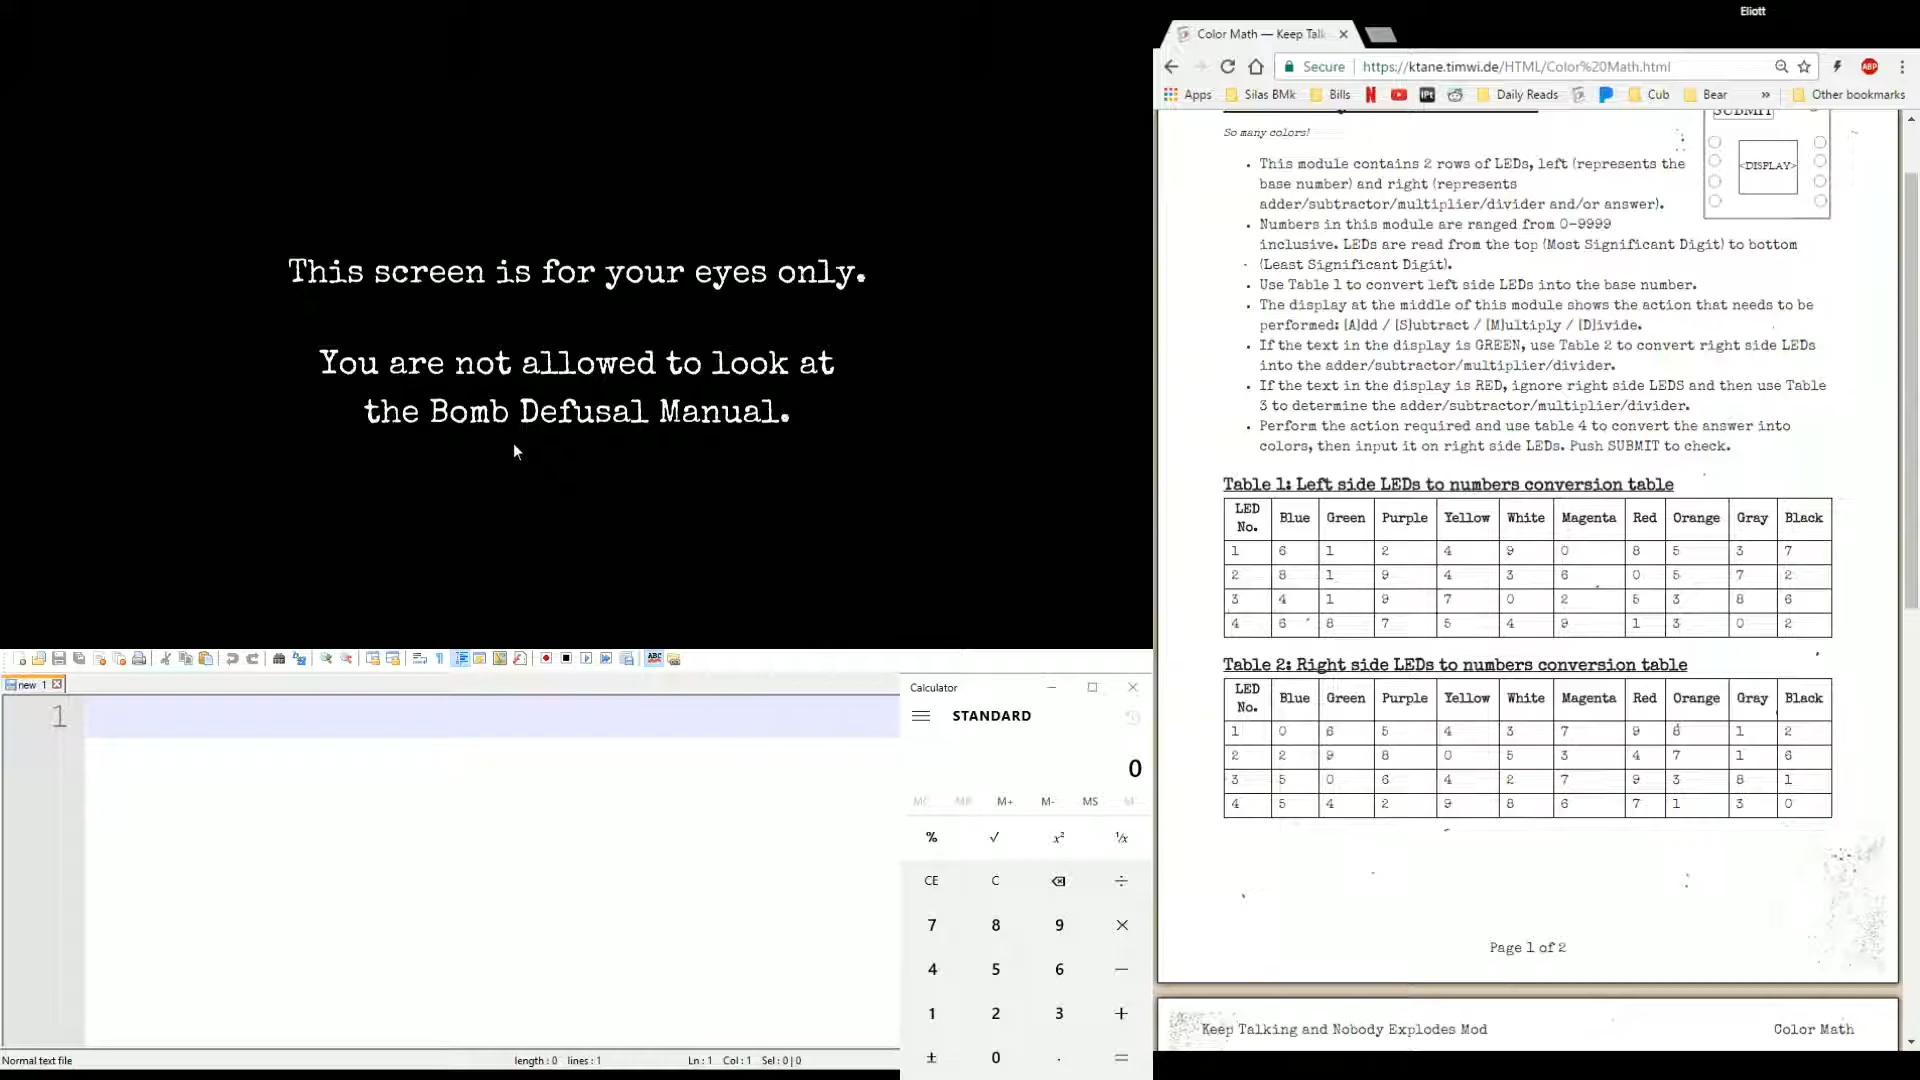 Eliott
Color Math — Keep Talk
Secure
https://ktane.timwi.de/HTML/Color%20Math.html
Apps Silas BMk Bills Daily Reads Cub Bear » Other bookmarks
This screen is for your eyes only.
You are not allowed to look at
the Bomb Defusal Manual.
SUBMIT
<DISPLAY>
So many colors!
This module contains 2 rows of LEDs, left (represents the
base number) and right (represents
adder/subtractor/multiplier/divider and/or answer).
Numbers in this module are ranged from 0-9999
inclusive. LEDs are read from the top (Most Significant Digit) to bottom
(Least Significant Digit).
Use Table 1 to convert left side LEDs into the base number.
The display at the middle of this module shows the action that needs to be
performed: [A]dd / [S]ubtract / [M]ultiply / [D]ivide.
If the text in the display is GREEN, use Table 2 to convert right side LEDs
into the adder/subtractor/multiplier/divider.
If the text in the display is RED, ignore right side LEDS and then use Table
3 to determine the adder/subtractor/multiplier/divider.
Perform the action required and use table 4 to convert the answer into
colors, then input it on right side LEDs. Push SUBMIT to check.
Table 1: Left side LEDs to numbers conversion table
LED No. Blue Green Purple Yellow White Magenta Red Orange Gray Black
1 6 1 2 4 9 0 8 5 3 7
2 8 1 9 4 3 6 0 5 7 2
3 4 1 9 7 0 2 5 3 8 6
4 6 8 7 5 4 9 1 3 0 2
Table 2: Right side LEDs to numbers conversion table
LED No. Blue Green Purple Yellow White Magenta Red Orange Gray Black
1 0 6 5 4 3 7 9 8 1 2
2 2 9 8 0 5 3 4 7 1 6
3 5 0 6 4 2 7 9 3 8 1
4 5 4 2 9 8 6 7 1 3 0
Page 1 of 2
Keep Talking and Nobody Explodes Mod
Color Math
new 1
1
Normal text file
length : 0 lines : 1
Ln : 1 Col : 1 Sel : 0 | 0
Calculator
STANDARD
0
MC MR M+ M- MS
% √ x² ¹/x
CE C ÷
7 8 9 ×
4 5 6 −
1 2 3 +
± 0 . =